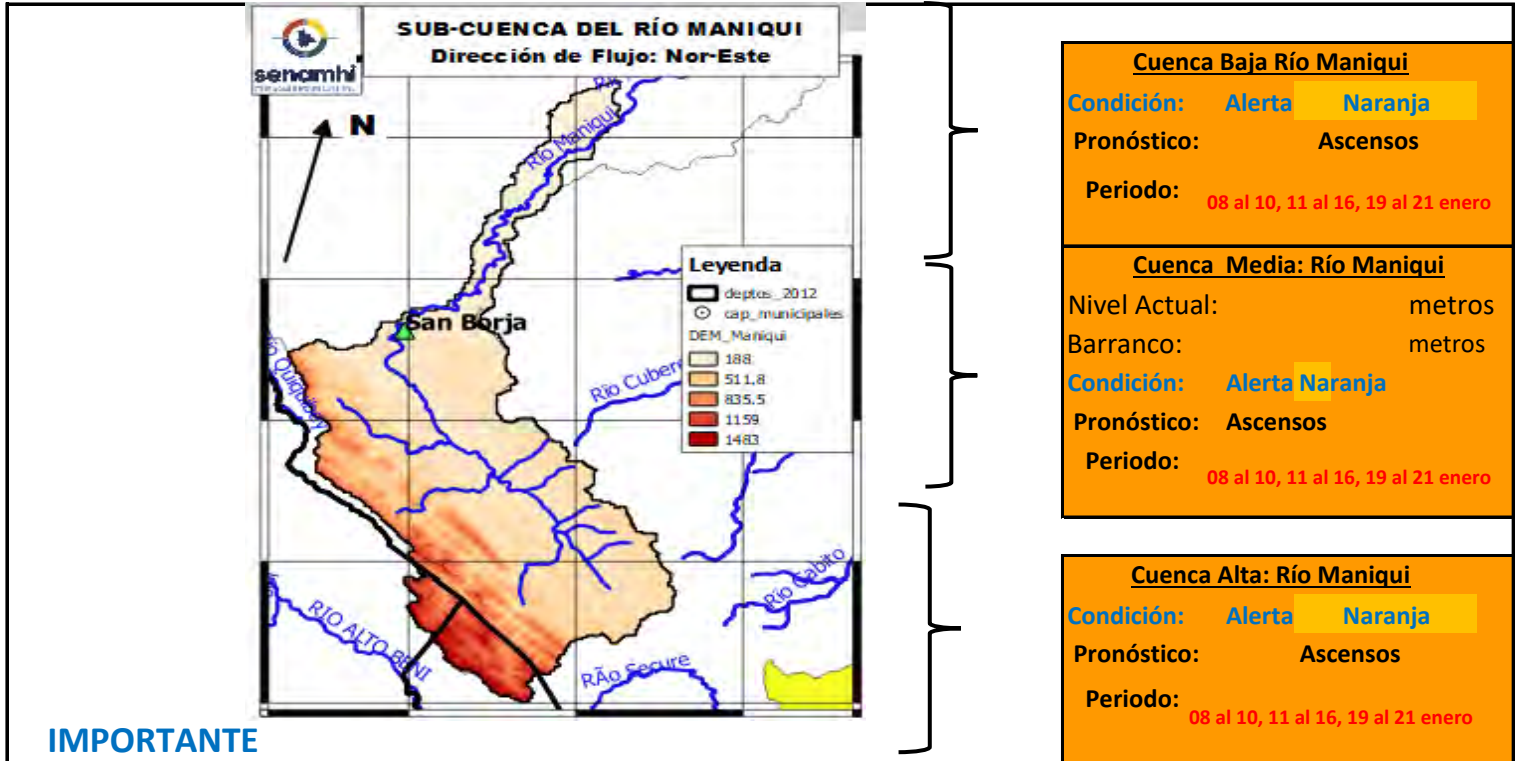 senamhi
SUB-CUENCA DEL RÍO MANIQUI
Dirección de Flujo: Nor-Este
N
Río Maniqui
San Borja
Río Quiquibey
Río Cubere
RIO ALTO BENI
RÃo Secure
Río Cabito
Leyenda
deptos_2012
cap_municipales
DEM_Maniqui
188
511.8
835.5
1159
1483
Cuenca Baja Río Maniqui
Condición: Alerta Naranja
Pronóstico: Ascensos
Periodo: 08 al 10, 11 al 16, 19 al 21 enero
Cuenca Media: Río Maniqui
Nivel Actual: metros
Barranco: metros
Condición: Alerta Naranja
Pronóstico: Ascensos
Periodo: 08 al 10, 11 al 16, 19 al 21 enero
Cuenca Alta: Río Maniqui
Condición: Alerta Naranja
Pronóstico: Ascensos
Periodo: 08 al 10, 11 al 16, 19 al 21 enero
IMPORTANTE